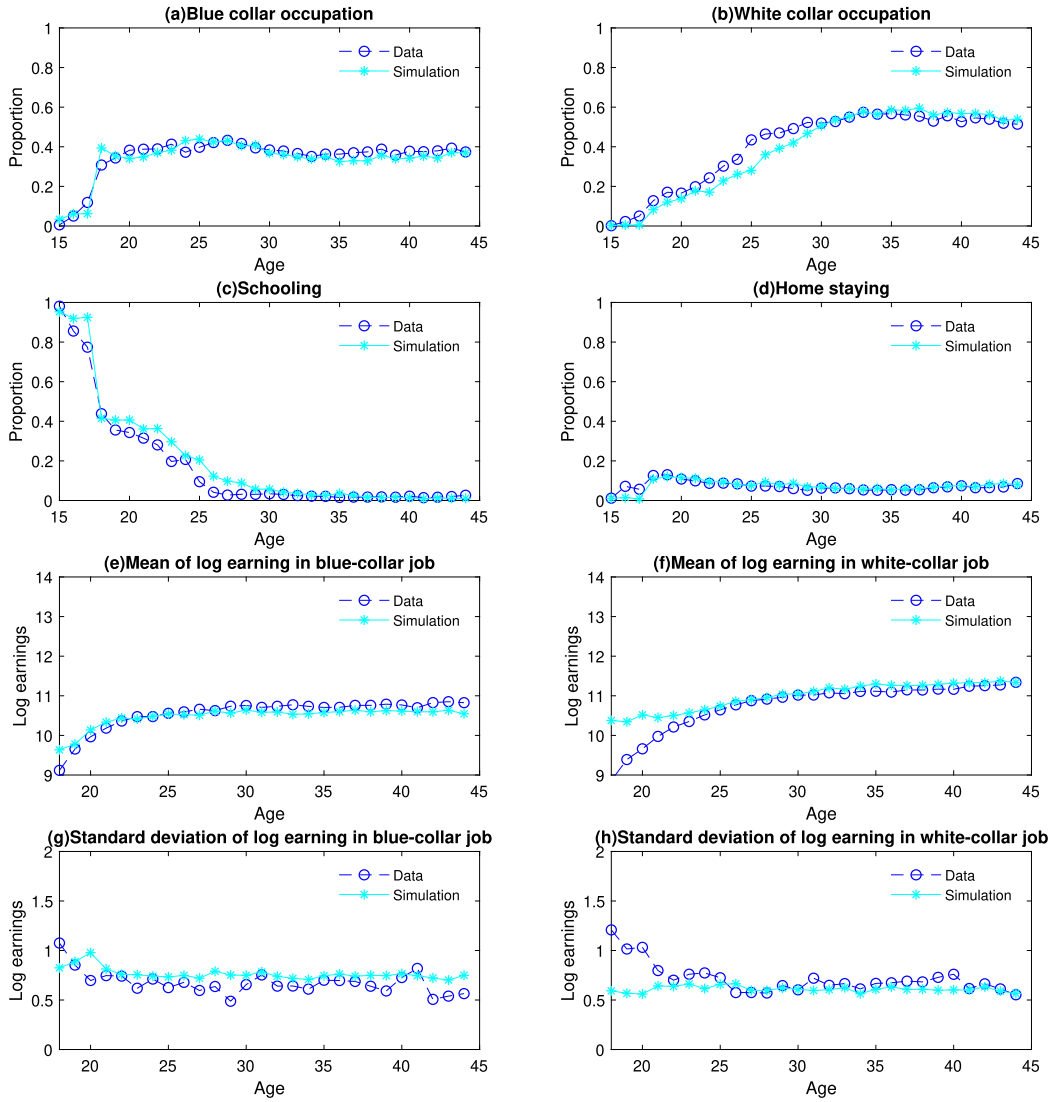 (a)Blue collar occupation
1
0.8
0.6
0.4
0.2
0
Proportion
Data
Simulation
15 20 25 30 35 40 45
Age
(b)White collar occupation
1
0.8
0.6
0.4
0.2
0
Proportion
Data
Simulation
15 20 25 30 35 40 45
Age
(c)Schooling
1
0.8
0.6
0.4
0.2
0
Proportion
Data
Simulation
15 20 25 30 35 40 45
Age
(d)Home staying
1
0.8
0.6
0.4
0.2
0
Proportion
Data
Simulation
15 20 25 30 35 40 45
Age
(e)Mean of log earning in blue-collar job
14
13
12
11
10
9
Log earnings
Data
Simulation
20 25 30 35 40 45
Age
(f)Mean of log earning in white-collar job
14
13
12
11
10
9
Log earnings
Data
Simulation
20 25 30 35 40 45
Age
(g)Standard deviation of log earning in blue-collar job
2
1.5
1
0.5
0
Log earnings
Data
Simulation
20 25 30 35 40 45
Age
(h)Standard deviation of log earning in white-collar job
2
1.5
1
0.5
0
Log earnings
Data
Simulation
20 25 30 35 40 45
Age